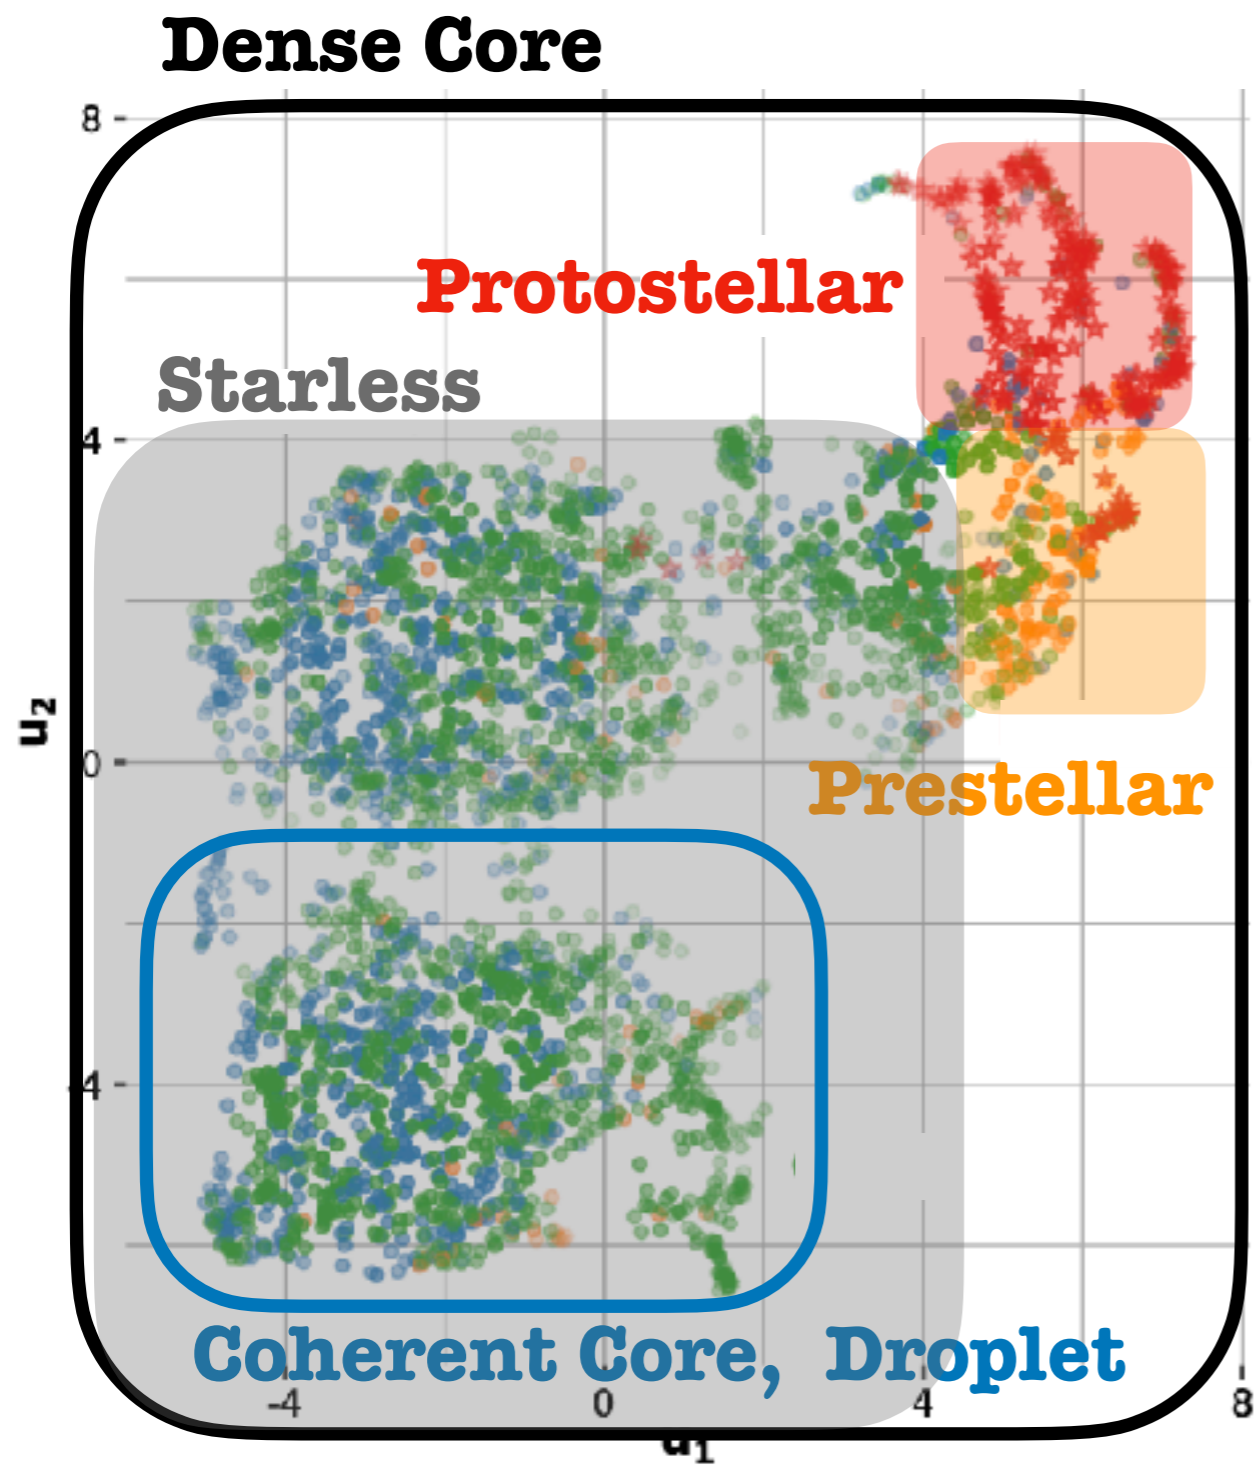 Dense Core
8
Protostellar
Starless
4
u2
0
Prestellar
-4
Coherent Core, Droplet
-4 0 4 8
u1